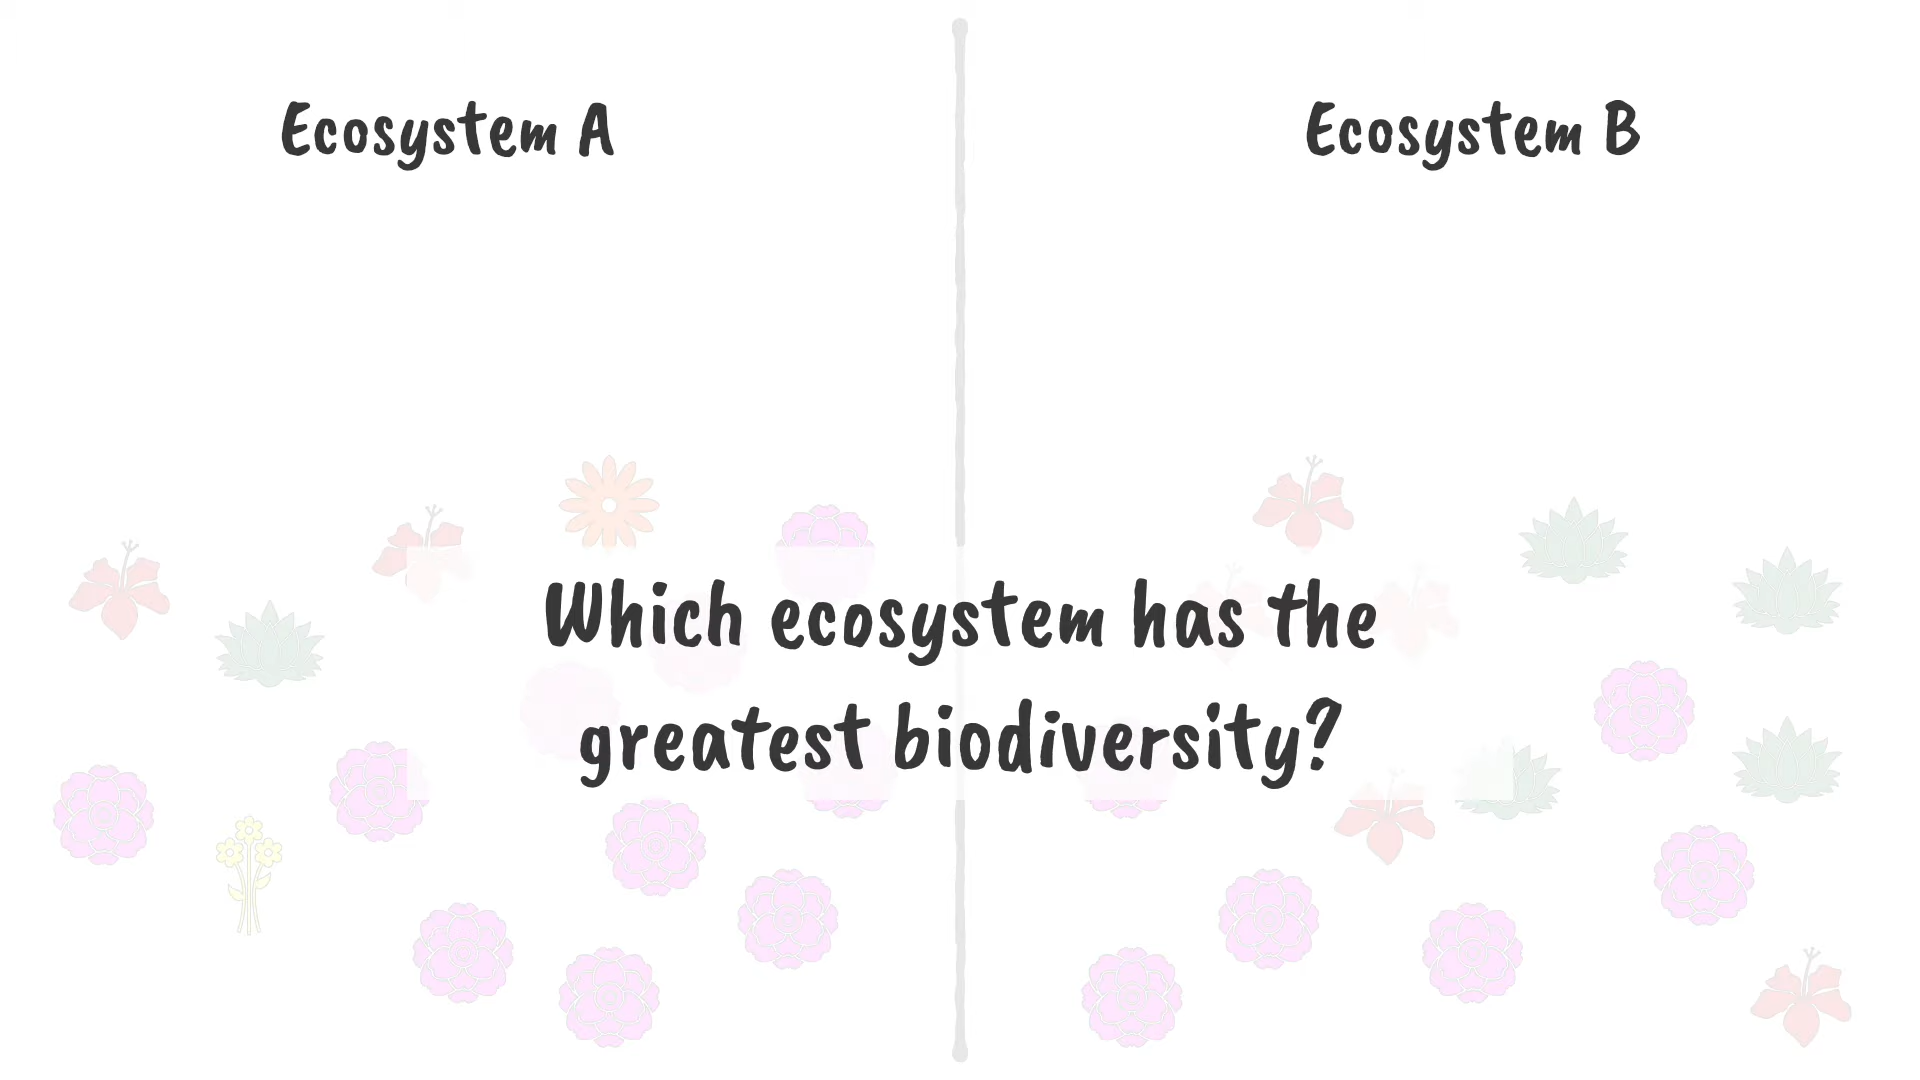 Ecosystem A
Ecosystem B
Which ecosystem has the
greatest biodiversity?